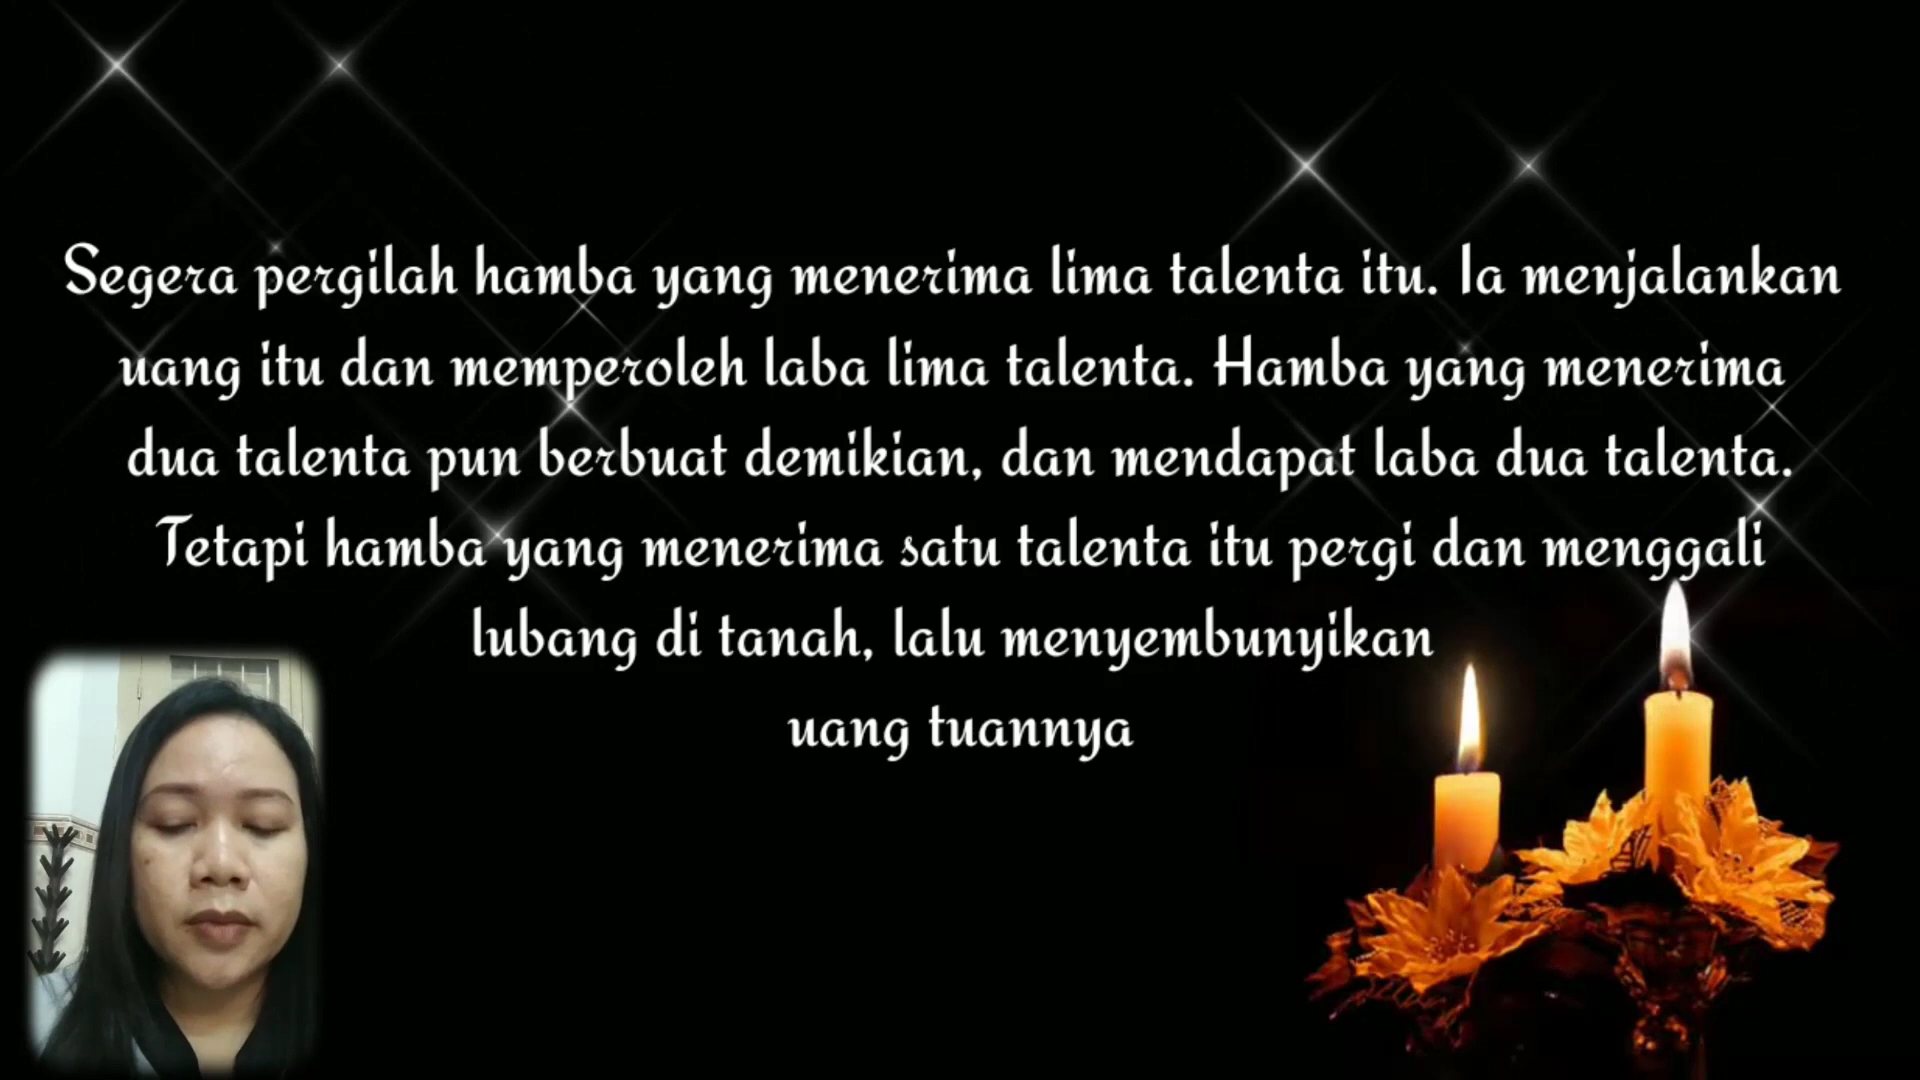 Segera pergilah hamba yang menerima lima talenta itu. Ia menjalankan
uang itu dan memperoleh laba lima talenta. Hamba yang menerima
dua talenta pun berbuat demikian, dan mendapat laba dua talenta.
Tetapi hamba yang menerima satu talenta itu pergi dan menggali
lubang di tanah, lalu menyembunyikan
uang tuannya